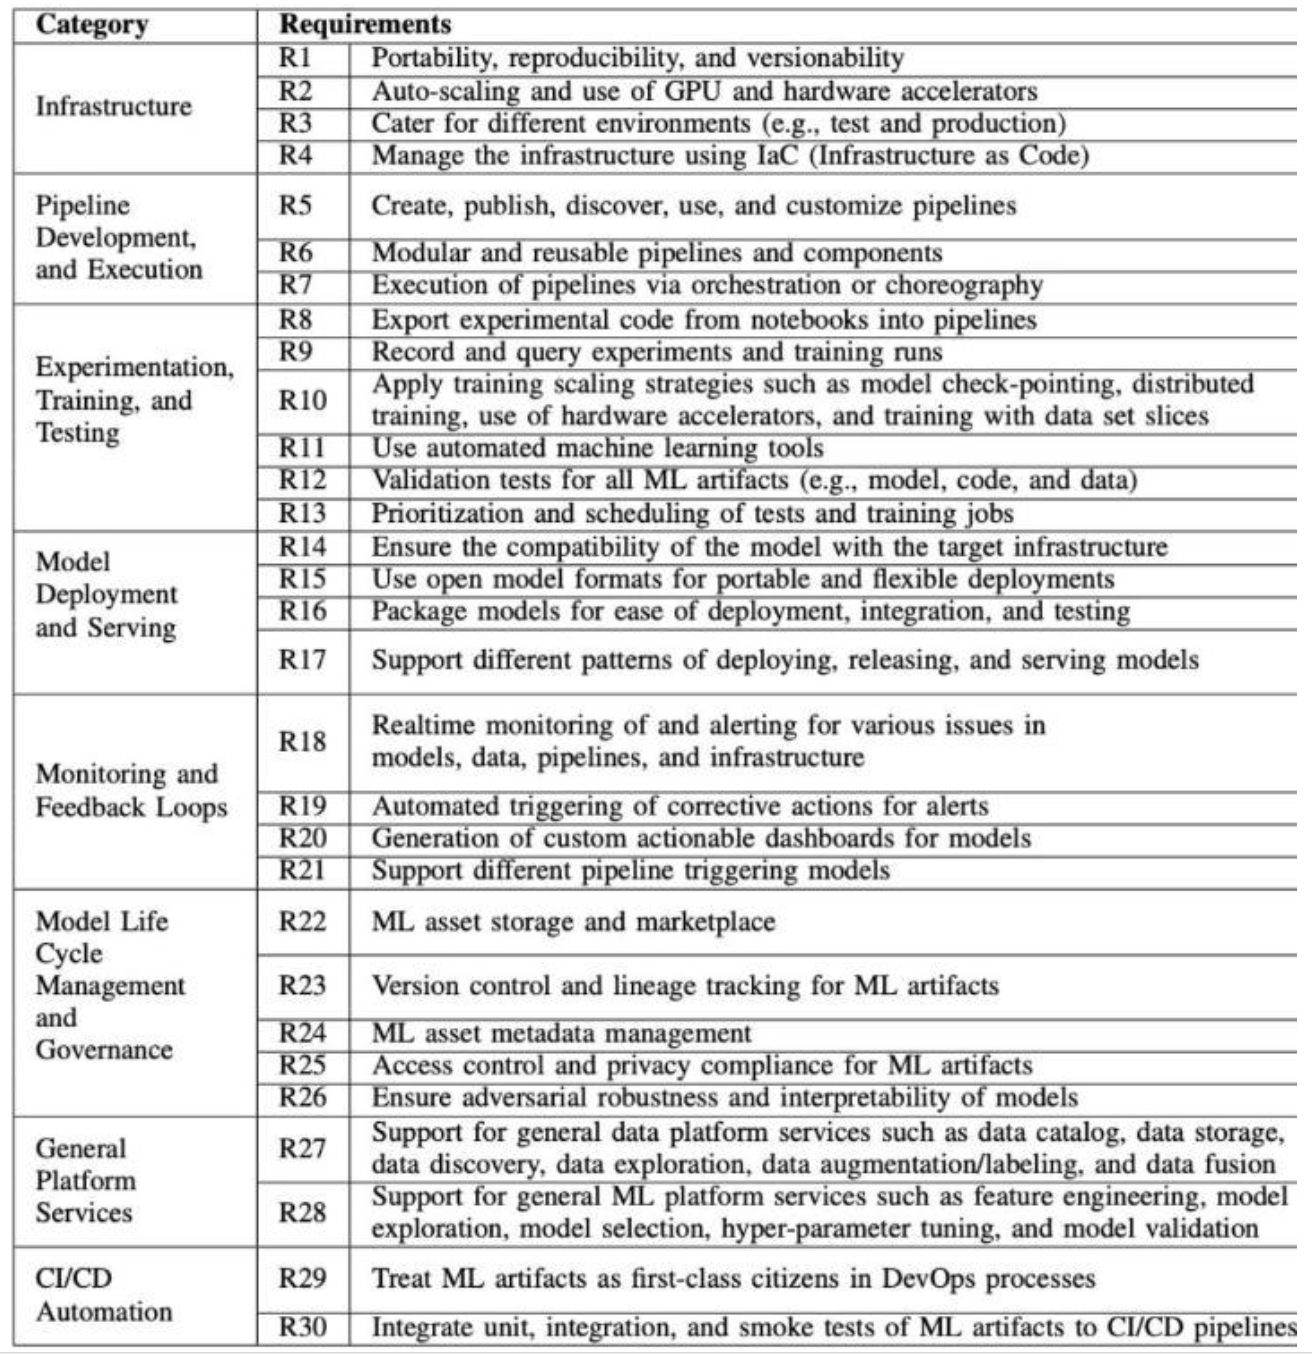 Category Requirements
Infrastructure
R1 Portability, reproducibility, and versionability
R2 Auto-scaling and use of GPU and hardware accelerators
R3 Cater for different environments (e.g., test and production)
R4 Manage the infrastructure using IaC (Infrastructure as Code)
Pipeline
Development,
and Execution
R5 Create, publish, discover, use, and customize pipelines
R6 Modular and reusable pipelines and components
R7 Execution of pipelines via orchestration or choreography
Experimentation,
Training, and
Testing
R8 Export experimental code from notebooks into pipelines
R9 Record and query experiments and training runs
R10 Apply training scaling strategies such as model check-pointing, distributed
training, use of hardware accelerators, and training with data set slices
R11 Use automated machine learning tools
R12 Validation tests for all ML artifacts (e.g., model, code, and data)
R13 Prioritization and scheduling of tests and training jobs
Model
Deployment
and Serving
R14 Ensure the compatibility of the model with the target infrastructure
R15 Use open model formats for portable and flexible deployments
R16 Package models for ease of deployment, integration, and testing
R17 Support different patterns of deploying, releasing, and serving models
Monitoring and
Feedback Loops
R18 Realtime monitoring of and alerting for various issues in
models, data, pipelines, and infrastructure
R19 Automated triggering of corrective actions for alerts
R20 Generation of custom actionable dashboards for models
R21 Support different pipeline triggering models
Model Life
Cycle
Management
and
Governance
R22 ML asset storage and marketplace
R23 Version control and lineage tracking for ML artifacts
R24 ML asset metadata management
R25 Access control and privacy compliance for ML artifacts
R26 Ensure adversarial robustness and interpretability of models
General
Platform
Services
R27 Support for general data platform services such as data catalog, data storage,
data discovery, data exploration, data augmentation/labeling, and data fusion
R28 Support for general ML platform services such as feature engineering, model
exploration, model selection, hyper-parameter tuning, and model validation
CI/CD
Automation
R29 Treat ML artifacts as first-class citizens in DevOps processes
R30 Integrate unit, integration, and smoke tests of ML artifacts to CI/CD pipelines